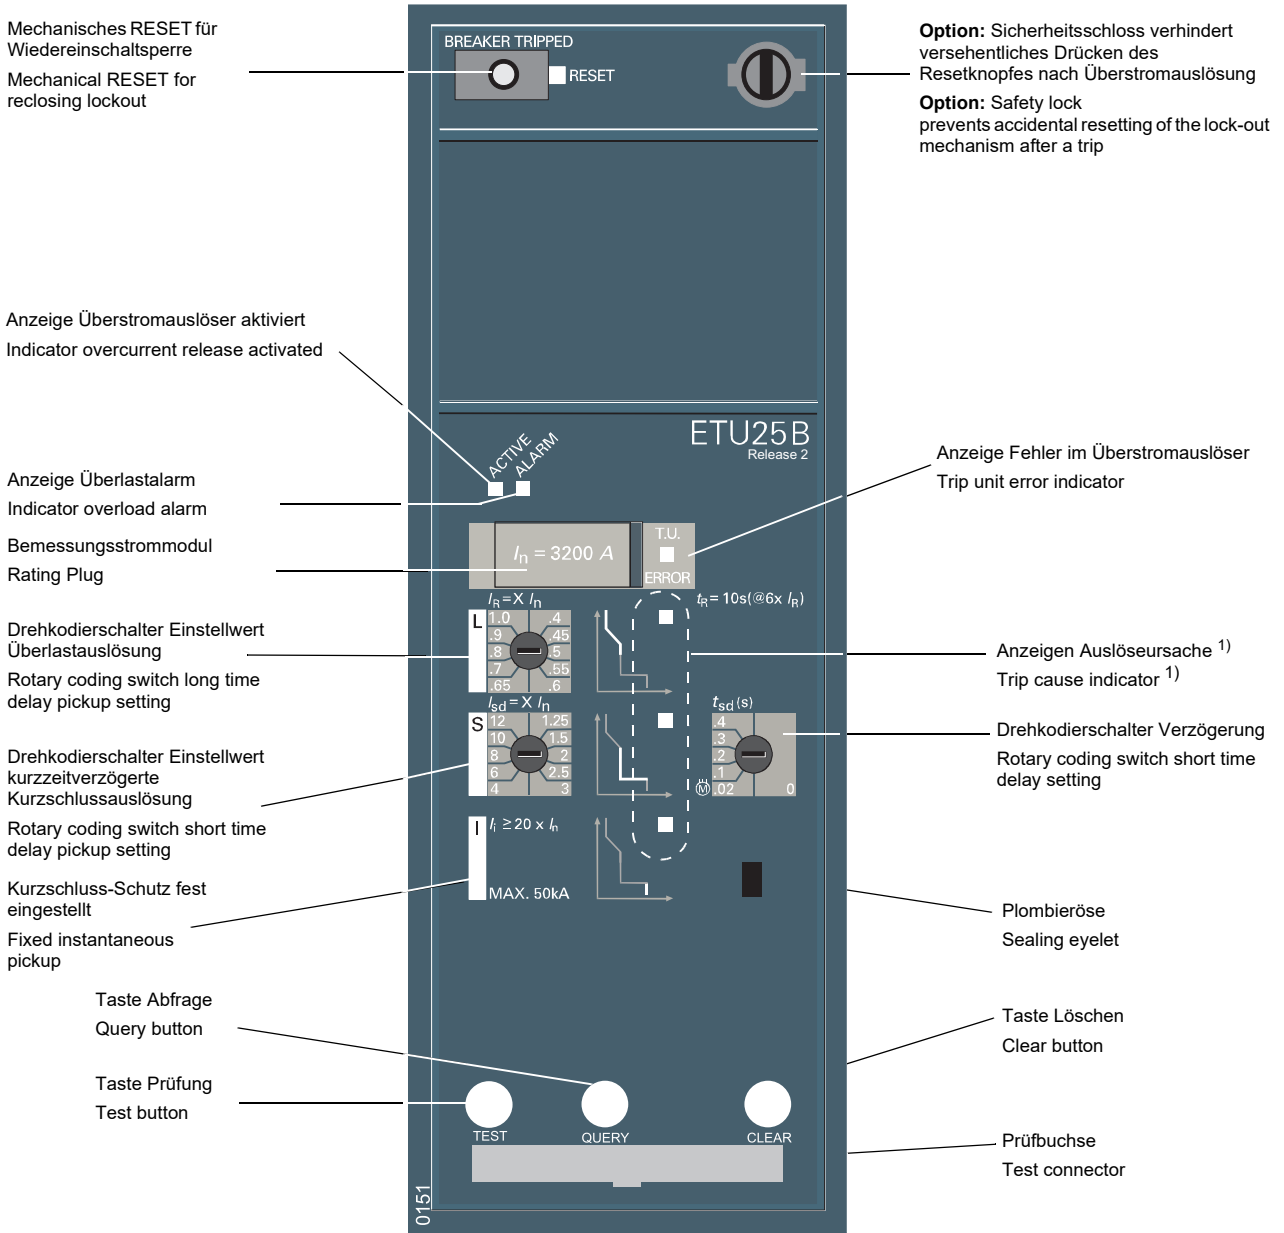 Mechanisches RESET für
Wiedereinschaltsperre
Mechanical RESET for
reclosing lockout
BREAKER TRIPPED
RESET
Option: Sicherheitsschloss verhindert
versehentliches Drücken des
Resetknopfes nach Überstromauslösung
Option: Safety lock
prevents accidental resetting of the lock-out
mechanism after a trip
Anzeige Überstromauslöser aktiviert
Indicator overcurrent release activated
Anzeige Überlastalarm
Indicator overload alarm
Bemessungsstrommodul
Rating Plug
Drehkodierschalter Einstellwert
Überlastauslösung
Rotary coding switch long time
delay pickup setting
Drehkodierschalter Einstellwert
kurzzeitverzögerte
Kurzschlussauslösung
Rotary coding switch short time
delay pickup setting
Kurzschluss-Schutz fest
eingestellt
Fixed instantaneous
pickup
Taste Abfrage
Query button
Taste Prüfung
Test button
ETU25B
Release 2
ACTIVE
ALARM
In = 3200 A
T.U.
ERROR
IR=X In
tR= 10s(@6x IR)
L
1.0 .4
.9 .45
.8 .5
.7 .55
.65 .6
Isd= X In
tsd (s)
S
12 1.25
10 1.5
8 2
6 2.5
4 3
.4
.3
.2
.1
M .02 0
I
Ii ≥ 20 x In
MAX. 50kA
TEST
QUERY
CLEAR
0151
Anzeige Fehler im Überstromauslöser
Trip unit error indicator
Anzeigen Auslöseursache 1)
Trip cause indicator 1)
Drehkodierschalter Verzögerung
Rotary coding switch short time
delay setting
Plombieröse
Sealing eyelet
Taste Löschen
Clear button
Prüfbuchse
Test connector